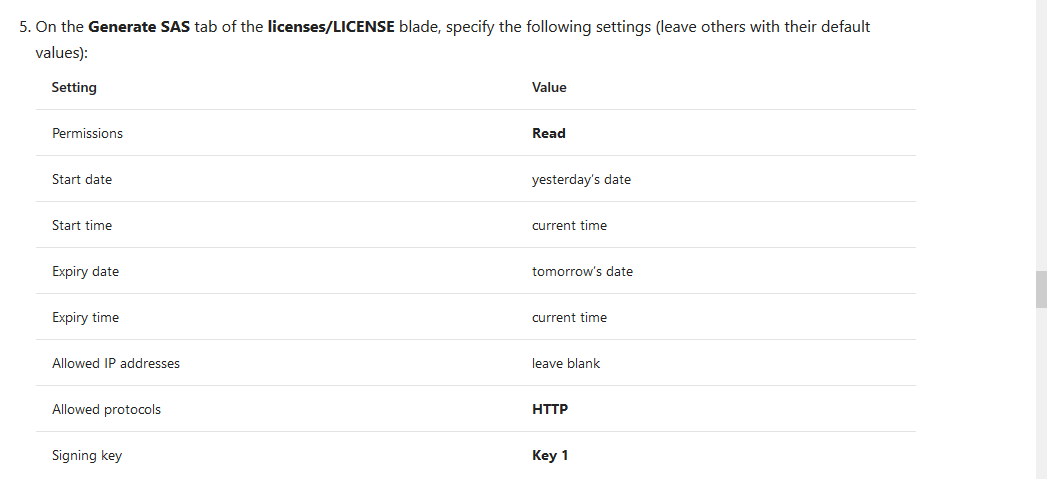 5. On the Generate SAS tab of the licenses/LICENSE blade, specify the following settings (leave others with their default
values):
Setting Value
Permissions Read
Start date yesterday's date
Start time current time
Expiry date tomorrow's date
Expiry time current time
Allowed IP addresses leave blank
Allowed protocols HTTP
Signing key Key 1